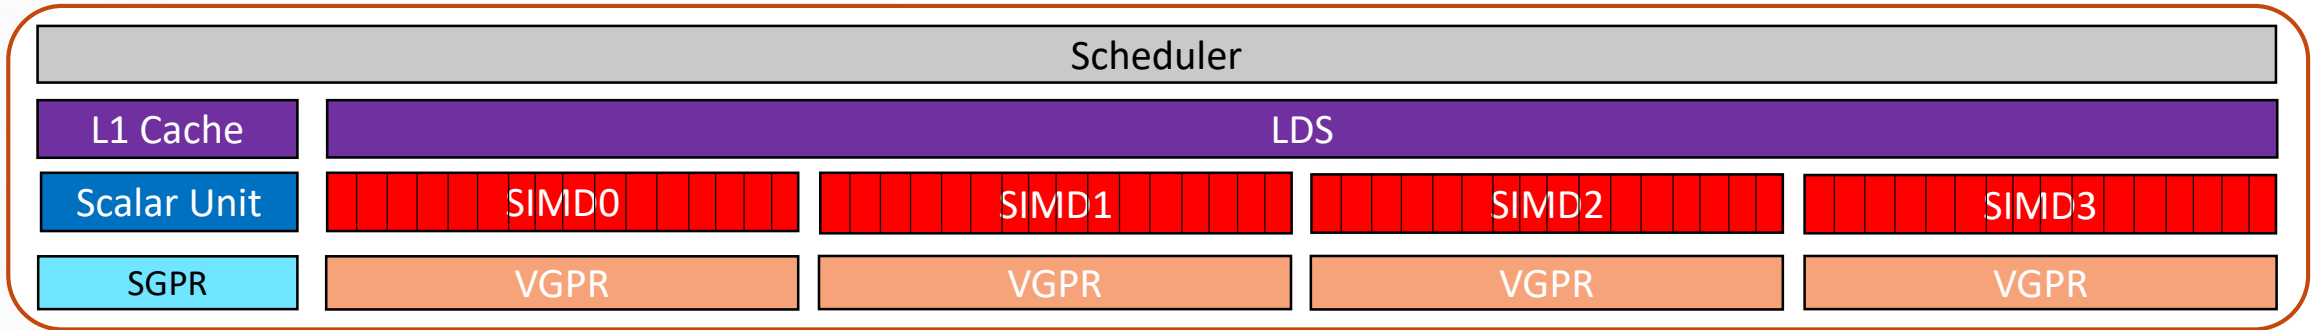 Scheduler
L1 Cache LDS
Scalar Unit SIMD0 SIMD1 SIMD2 SIMD3
SGPR VGPR VGPR VGPR VGPR